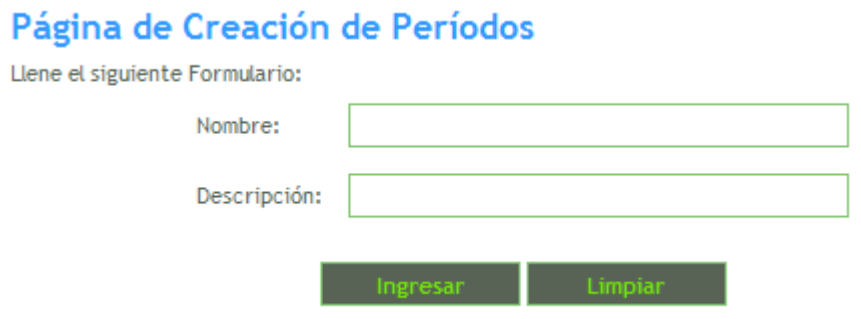 Página de Creación de Períodos
Llene el siguiente Formulario:
Nombre:
Descripción:
Ingresar Limpiar